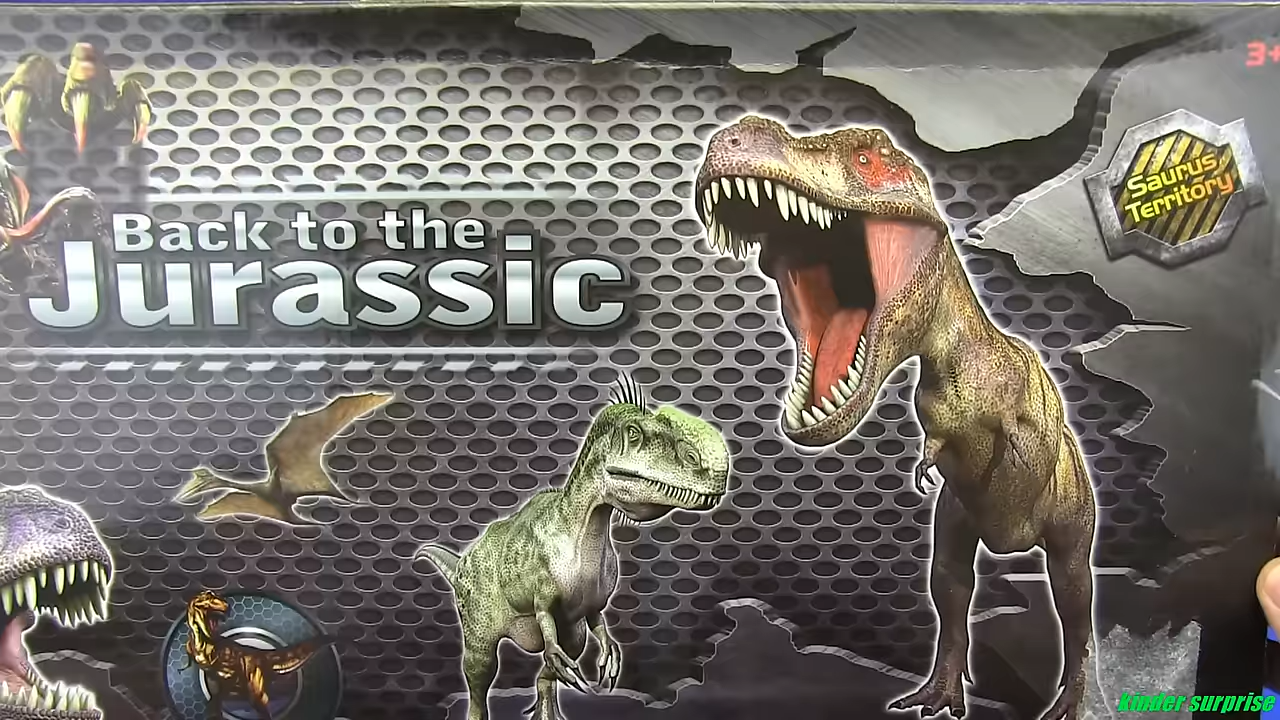 3+
Saurus
Territory
Back to the
Jurassic
kinder surprise